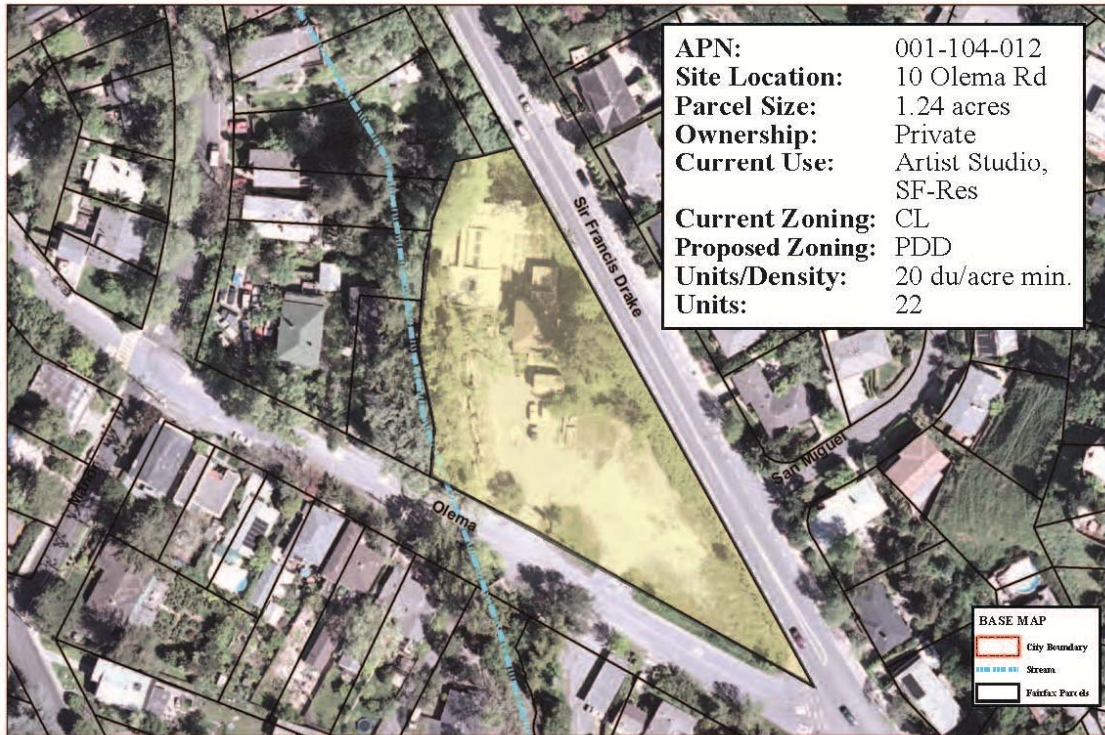 APN: 001-104-012
Site Location: 10 Olema Rd
Parcel Size: 1.24 acres
Ownership: Private
Current Use: Artist Studio,
SF-Res
Current Zoning: CL
Proposed Zoning: PDD
Units/Density: 20 du/acre min.
Units: 22
Sir Francis Drake
San Miguel
Olema
BASE MAP
City Boundary
Stream
Fairfax Parcels